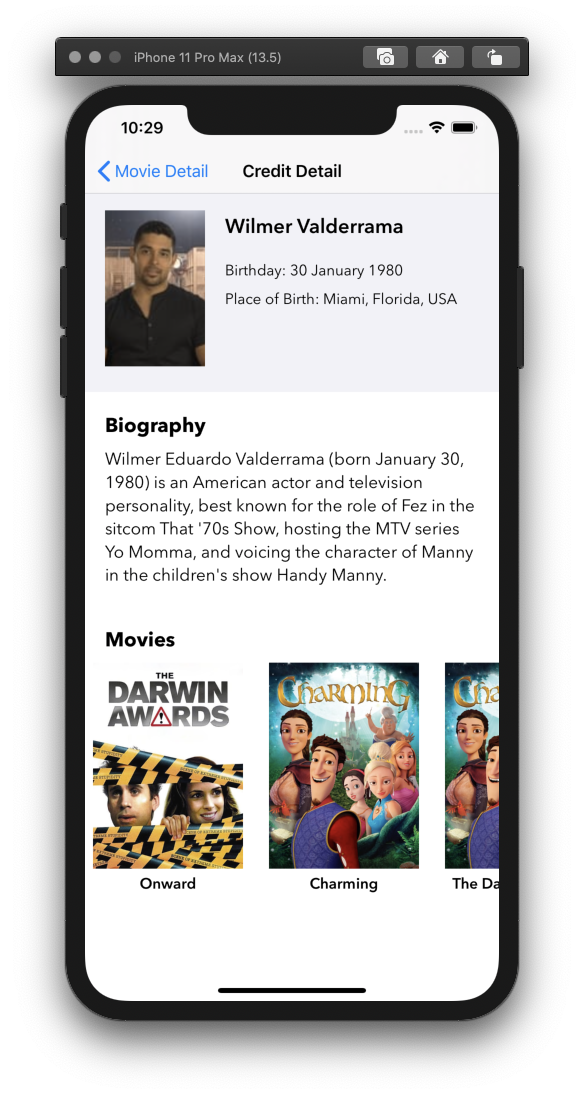 iPhone 11 Pro Max (13.5)
10:29
Movie Detail
Credit Detail
Wilmer Valderrama
Birthday: 30 January 1980
Place of Birth: Miami, Florida, USA
Biography
Wilmer Eduardo Valderrama (born January 30,
1980) is an American actor and television
personality, best known for the role of Fez in the
sitcom That '70s Show, hosting the MTV series
Yo Momma, and voicing the character of Manny
in the children's show Handy Manny.
Movies
THE
DARWIN
AWARDS
CHARMING
Cha
Onward
Charming
The Da